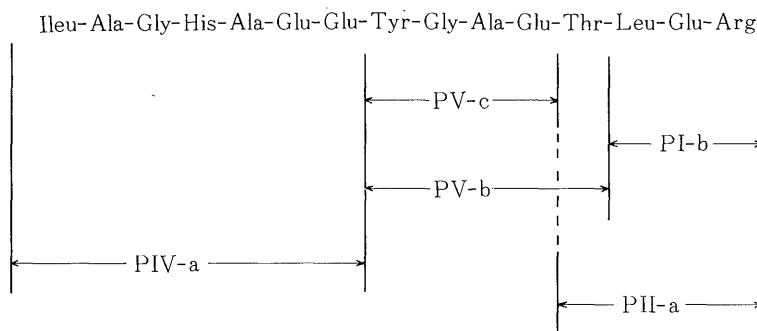 Ileu-Ala-Gly-His-Ala-Glu-Glu-Tyr-Gly-Ala-Glu-Thr-Leu-Glu-Arg
PV-c
PI-b
PV-b
PIV-a
PII-a